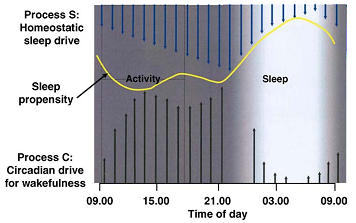 Process S:
Homeostatic
sleep drive
Activity
Sleep
Sleep
propensity
Process C:
Circadian drive
for wakefulness
09.00 15.00 21.00 03.00 09.00
Time of day